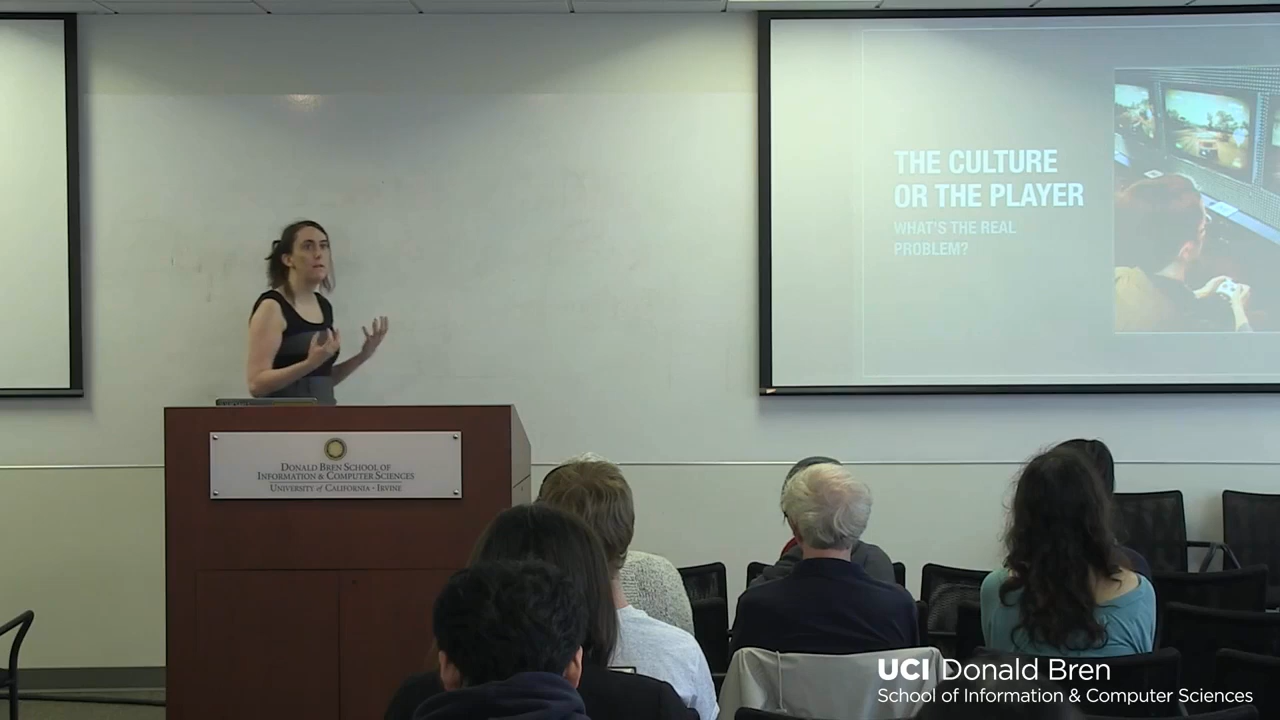 THE CULTURE
OR THE PLAYER
WHAT'S THE REAL
PROBLEM?
DONALD BREN SCHOOL OF
INFORMATION & COMPUTER SCIENCES
UNIVERSITY of CALIFORNIA · IRVINE
UCI Donald Bren
School of Information & Computer Sciences